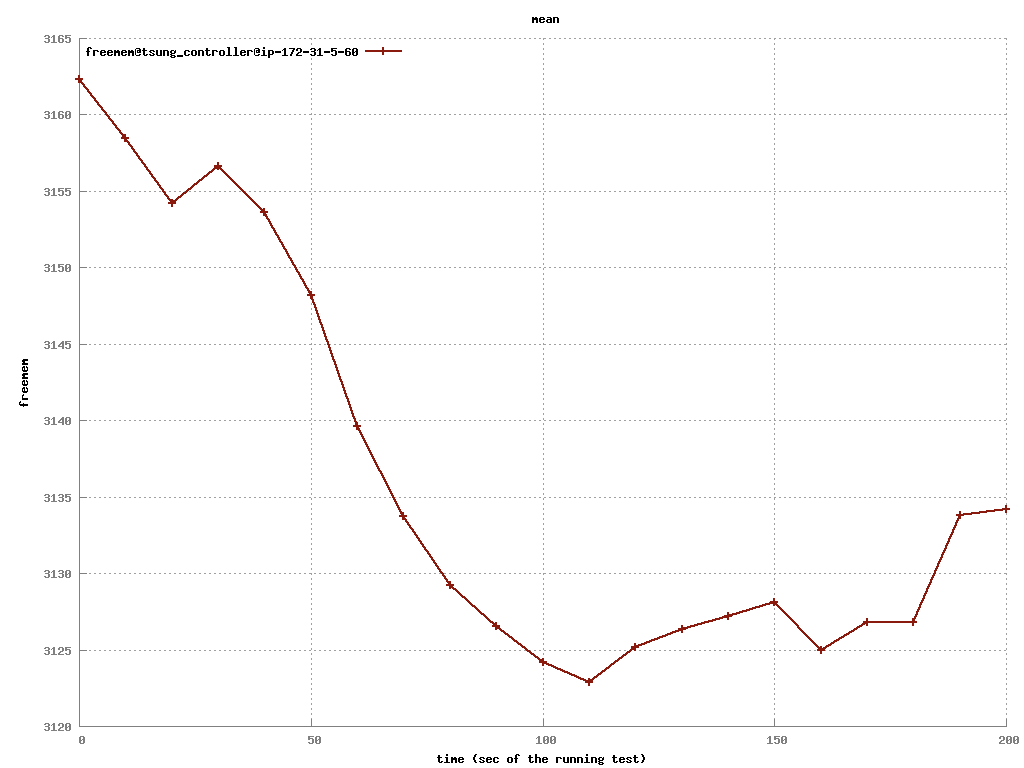 mean
3165
freemem@tsung_controller@ip-172-31-5-60
3160
3155
3150
3145
freemem
3140
3135
3130
3125
3120
0 50 100 150 200
time (sec of the running test)